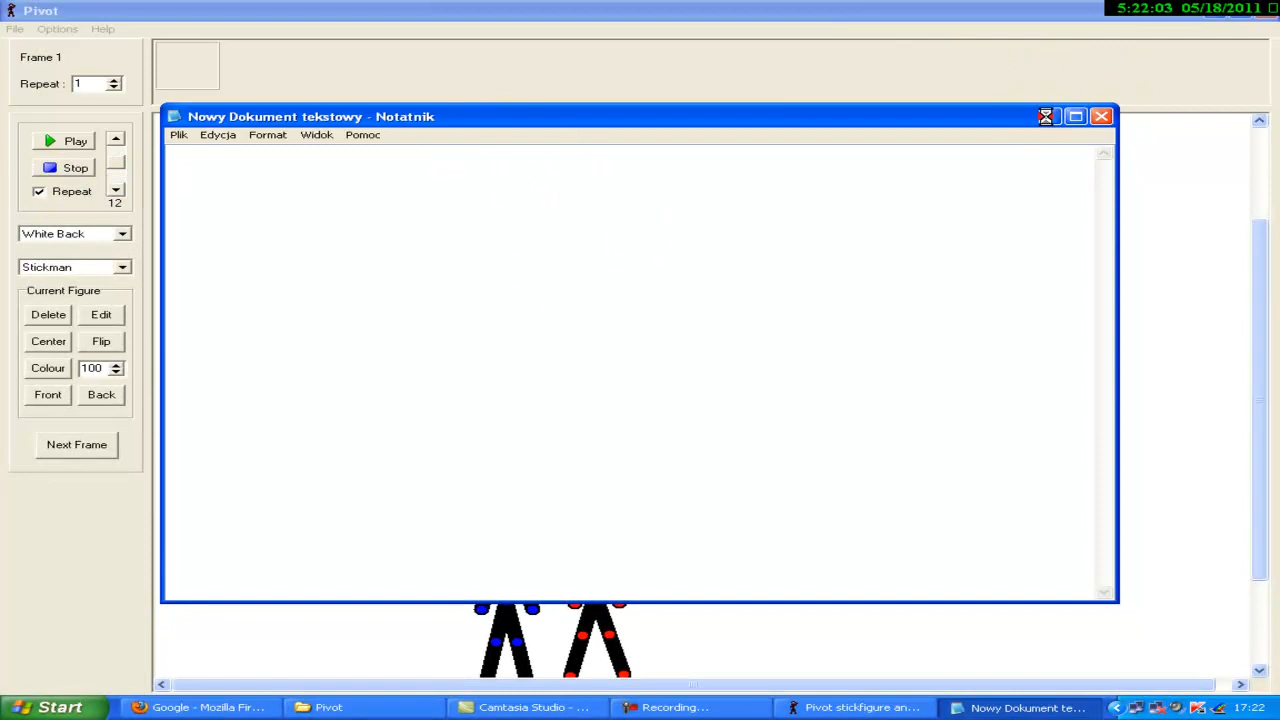 Pivot
5:22:03 05/18/2011
File Options Help
Frame 1
Repeat : 1
Nowy Dokument tekstowy - Notatnik
Plik Edycja Format Widok Pomoc
Play
Stop
Repeat
12
White Back
Stickman
Current Figure
Delete Edit
Center Flip
Colour 100
Front Back
Next Frame
Start
Google - Mozilla Fir...
Pivot
Camtasia Studio - ...
Recording...
Pivot stickfigure an...
Nowy Dokument te...
17:22